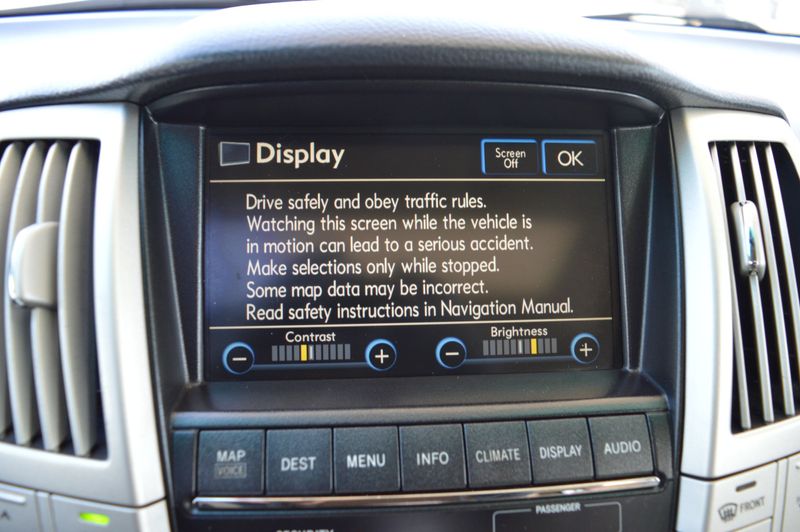 Display
Screen
Off
OK
Drive safely and obey traffic rules.
Watching this screen while the vehicle is
in motion can lead to a serious accident.
Make selections only while stopped.
Some map data may be incorrect.
Read safety instructions in Navigation Manual.
Contrast
Brightness
− +
− +
MAP
VOICE
DEST
MENU
INFO
CLIMATE
DISPLAY
AUDIO
PASSENGER
FRONT
SECURITY